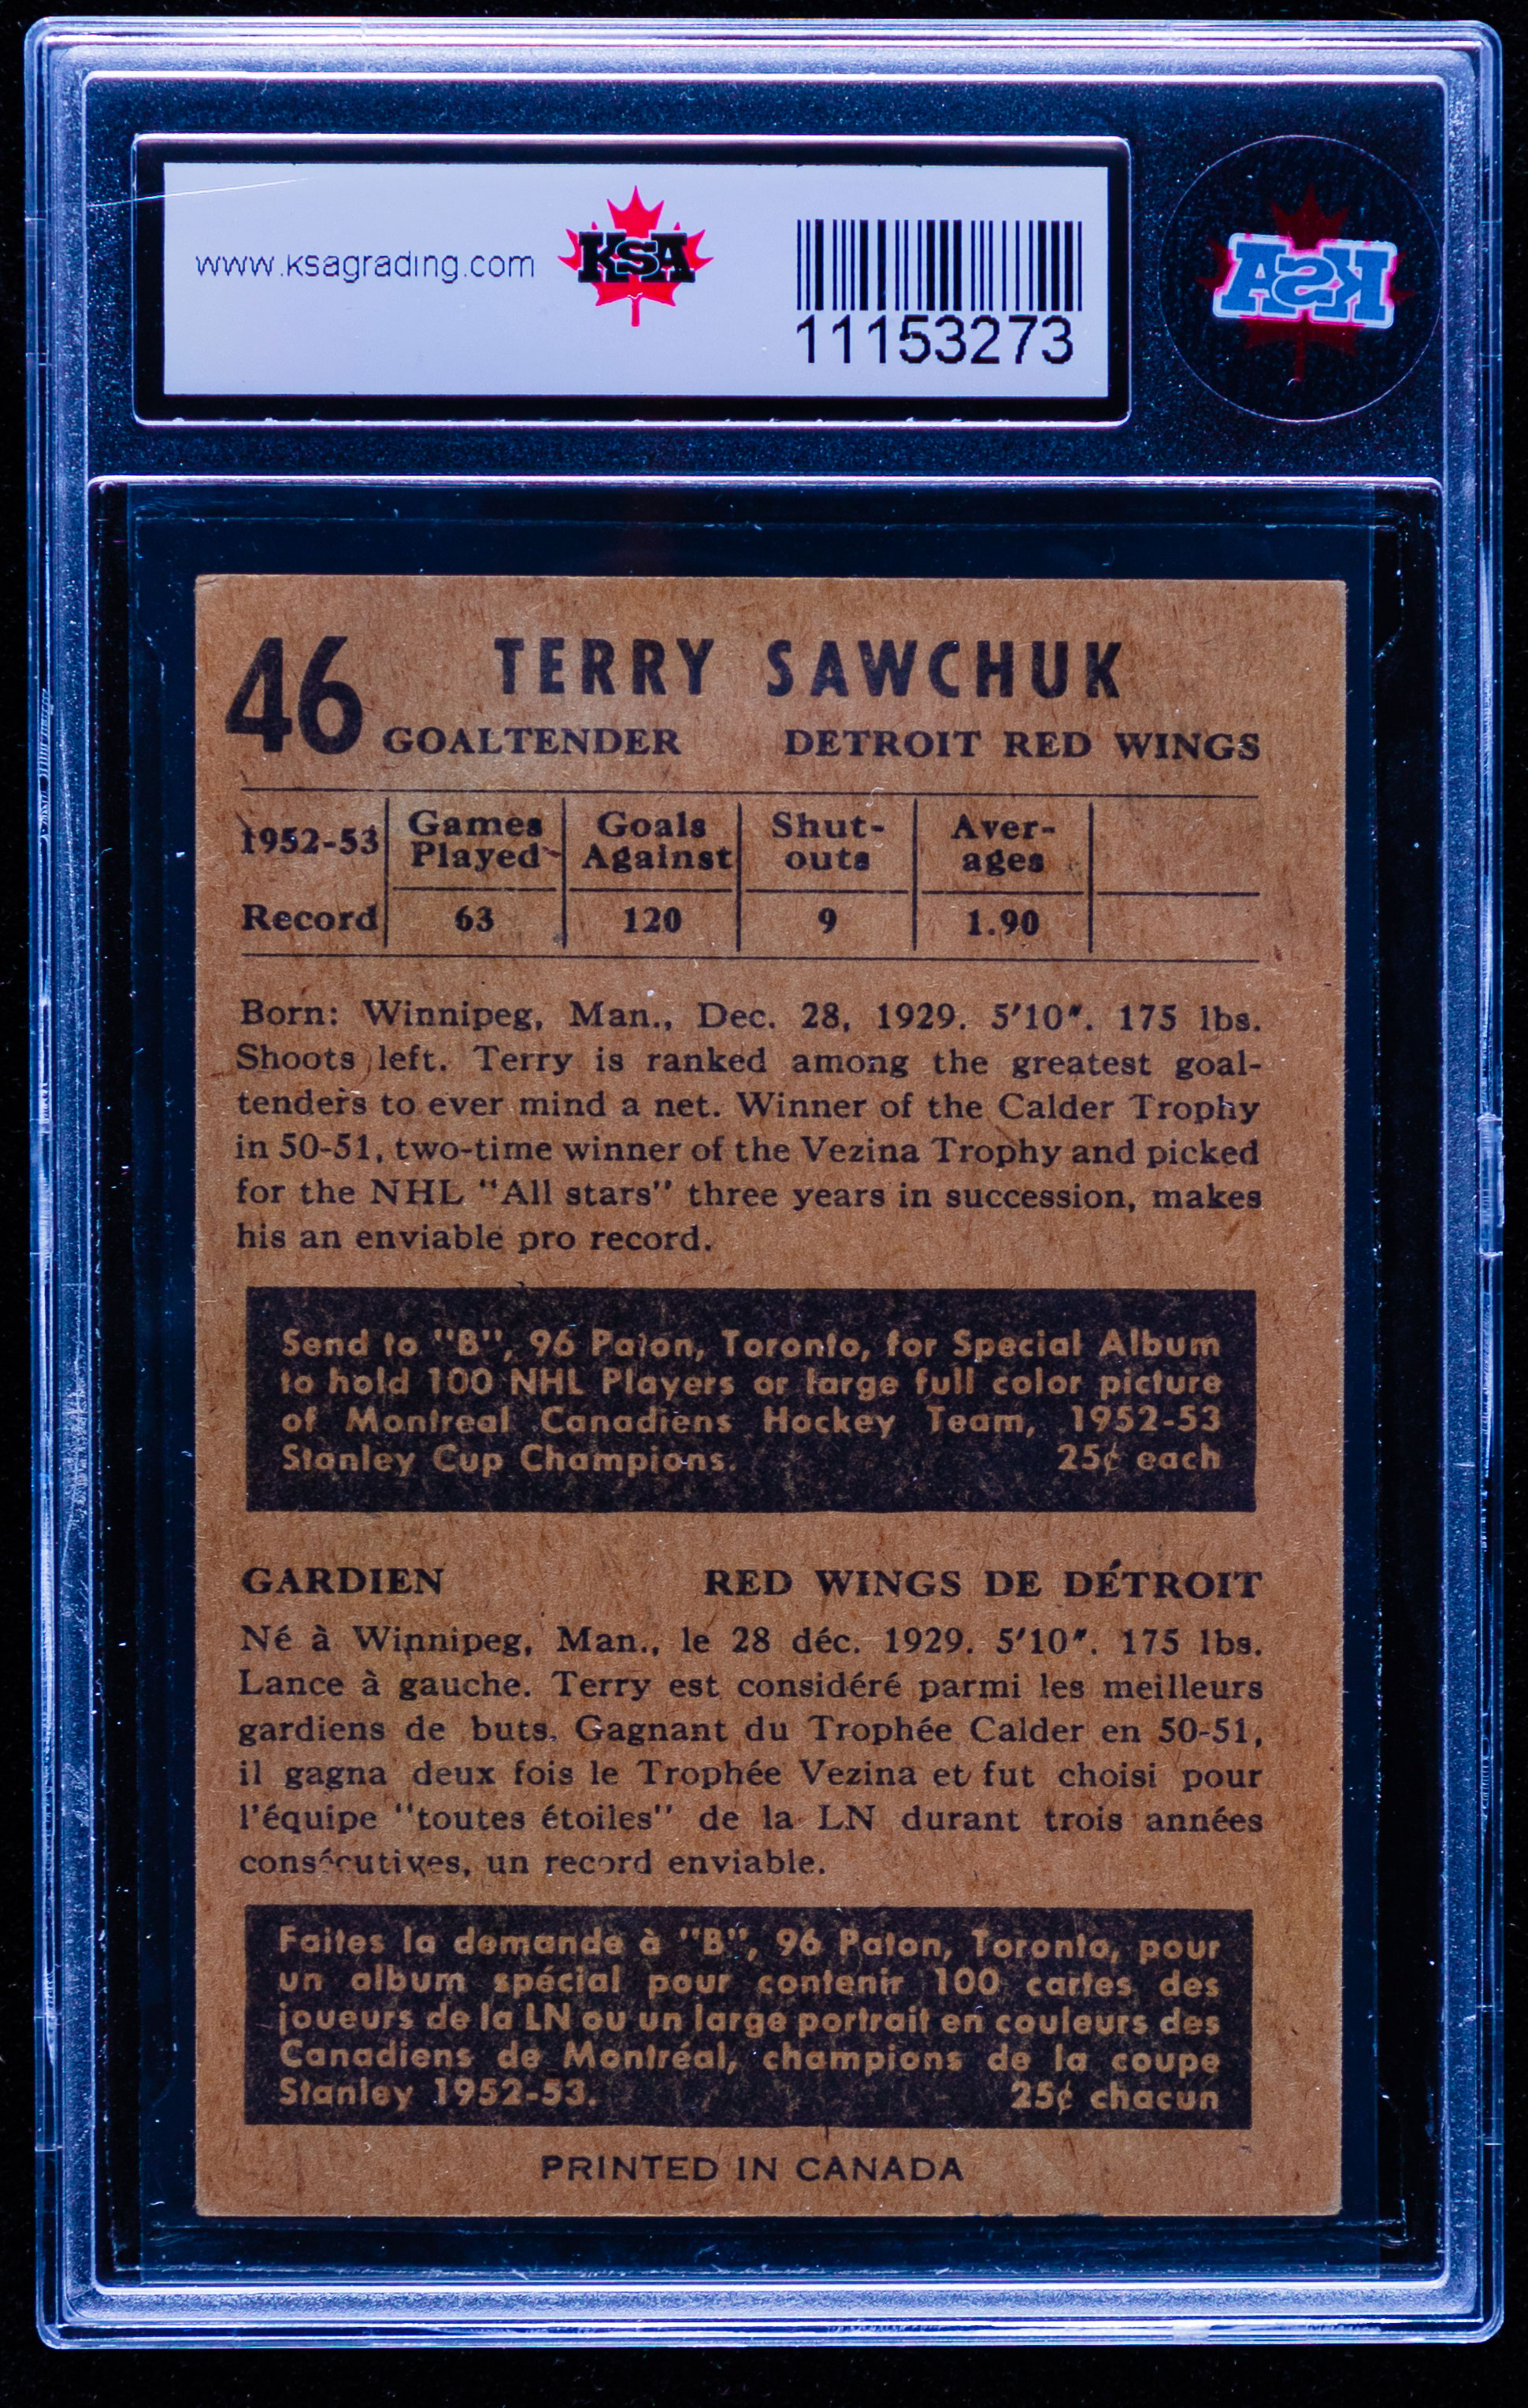 www.ksagrading.com
KSA
11153273
KSA
46 TERRY SAWCHUK
GOALTENDER DETROIT RED WINGS
1952-53 Games Played Goals Against Shut-outs Aver-ages
Record 63 120 9 1.90
Born: Winnipeg, Man., Dec. 28, 1929. 5'10". 175 lbs.
Shoots left. Terry is ranked among the greatest goal-
tenders to ever mind a net. Winner of the Calder Trophy
in 50-51, two-time winner of the Vezina Trophy and picked
for the NHL "All stars" three years in succession, makes
his an enviable pro record.
Send to "B", 96 Paton, Toronto, for Special Album
to hold 100 NHL Players or large full color picture
of Montreal Canadiens Hockey Team, 1952-53
Stanley Cup Champions. 25¢ each
GARDIEN RED WINGS DE DÉTROIT
Né à Winnipeg, Man., le 28 déc. 1929. 5'10". 175 lbs.
Lance à gauche. Terry est considéré parmi les meilleurs
gardiens de buts. Gagnant du Trophée Calder en 50-51,
il gagna deux fois le Trophée Vezina et fut choisi pour
l'équipe "toutes étoiles" de la LN durant trois années
consécutives, un record enviable.
Faites la demande à "B", 96 Paton, Toronto, pour
un album spécial pour contenir 100 cartes des
joueurs de la LN ou un large portrait en couleurs des
Canadiens de Montréal, champions de la coupe
Stanley 1952-53. 25¢ chacun
PRINTED IN CANADA